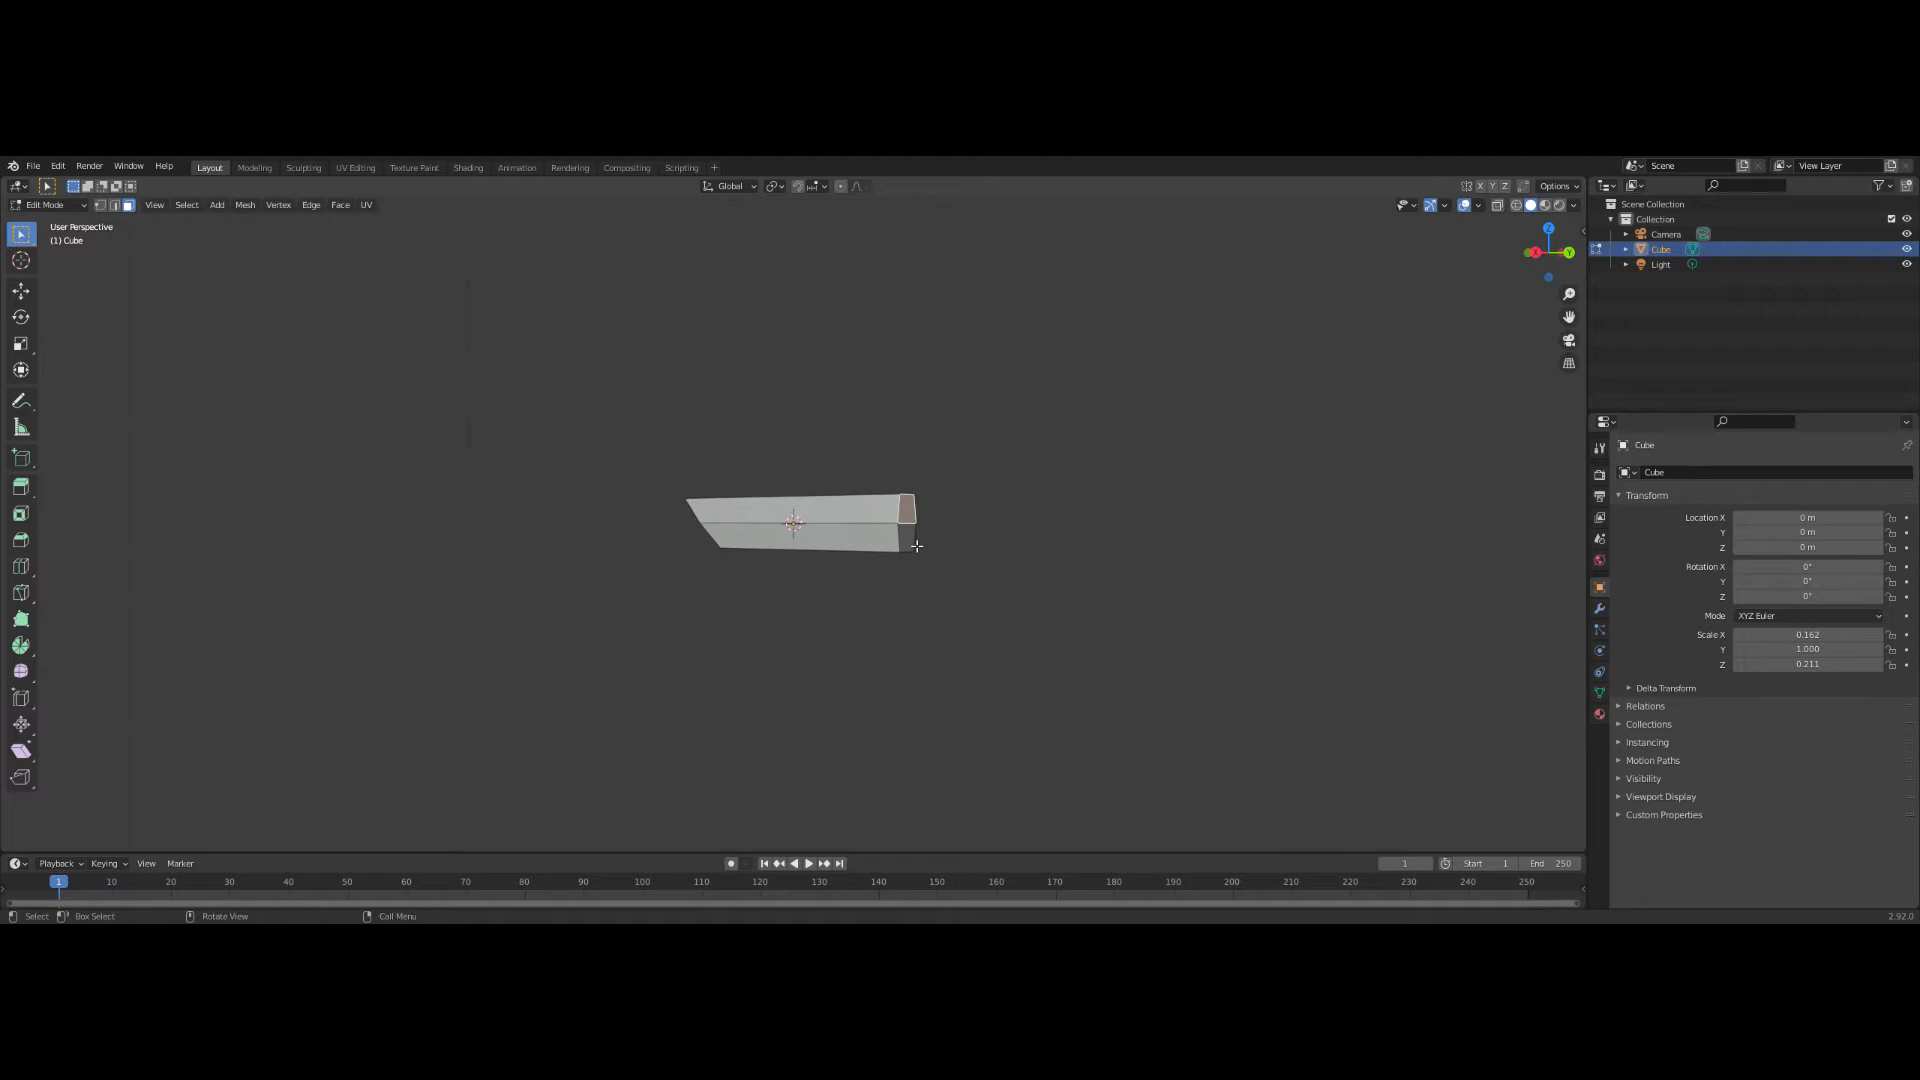 File Edit Render Window Help Layout Modeling Sculpting UV Editing Texture Paint Shading Animation Rendering Compositing Scripting + Scene View Layer
Global X Y Z Options
Edit Mode View Select Add Mesh Vertex Edge Face UV
User Perspective
(1) Cube
Z
X Y
Scene Collection
Collection
Camera
Cube
Light
Cube
Cube
Transform
Location X 0 m
Y 0 m
Z 0 m
Rotation X 0°
Y 0°
Z 0°
Mode XYZ Euler
Scale X 0.162
Y 1.000
Z 0.211
Delta Transform
Relations
Collections
Instancing
Motion Paths
Visibility
Viewport Display
Custom Properties
Playback Keying View Marker 1 Start 1 End 250
1 10 20 30 40 50 60 70 80 90 100 110 120 130 140 150 160 170 180 190 200 210 220 230 240 250
Select Box Select Rotate View Call Menu 2.92.0